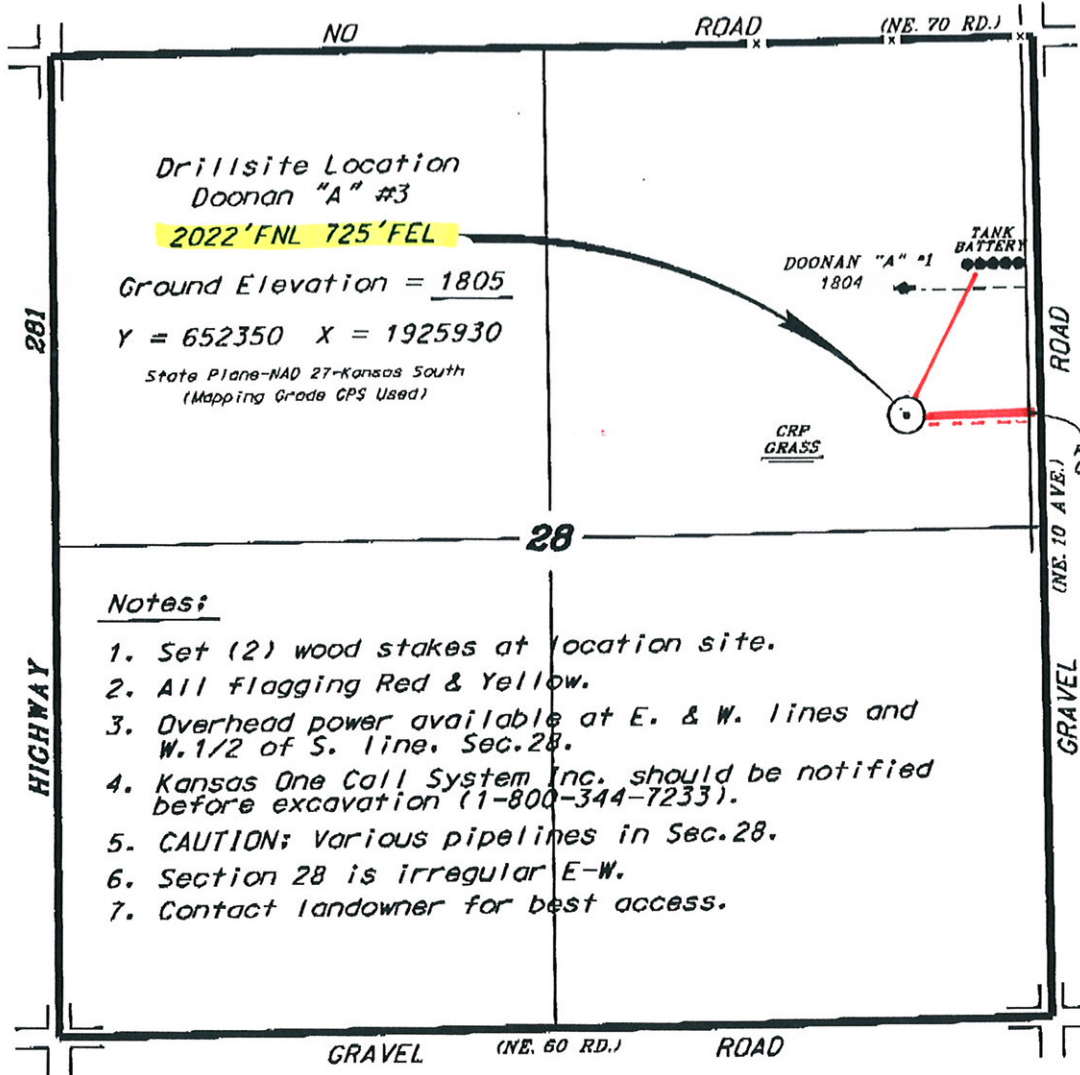 NO ROAD (NE. 70 RD.)
Drillsite Location
Doonan "A" #3
2022'FNL 725'FEL
Ground Elevation = 1805
Y = 652350 X = 1925930
State Plane-NAD 27-Kansas South
(Mapping Grade GPS Used)
TANK
BATTERY
DOONAN "A" #1
1804
CRP
GRASS
281
HIGHWAY
ROAD
(NE. 10 AVE.)
GRAVEL
28
Notes:
1. Set (2) wood stakes at location site.
2. All flagging Red & Yellow.
3. Overhead power available at E. & W. lines and
W.1/2 of S. line, Sec.28.
4. Kansas One Call System Inc. should be notified
before excavation (1-800-344-7233).
5. CAUTION: Various pipelines in Sec.28.
6. Section 28 is irregular E-W.
7. Contact landowner for best access.
GRAVEL (NE. 60 RD.) ROAD